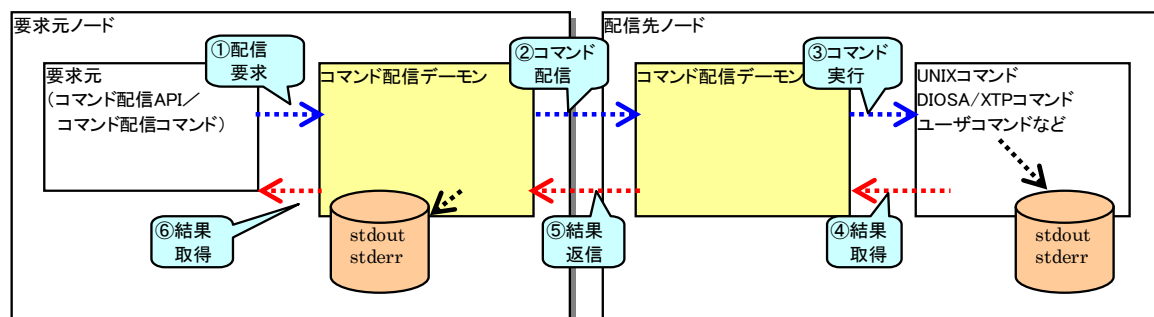 要求元ノード
配信先ノード
①配信
要求
②コマンド
配信
③コマンド
実行
要求元
(コマンド配信API／
コマンド配信コマンド)
コマンド配信デーモン
コマンド配信デーモン
UNIXコマンド
DIOSA/XTPコマンド
ユーザコマンドなど
⑥結果
取得
stdout
stderr
⑤結果
返信
④結果
取得
stdout
stderr